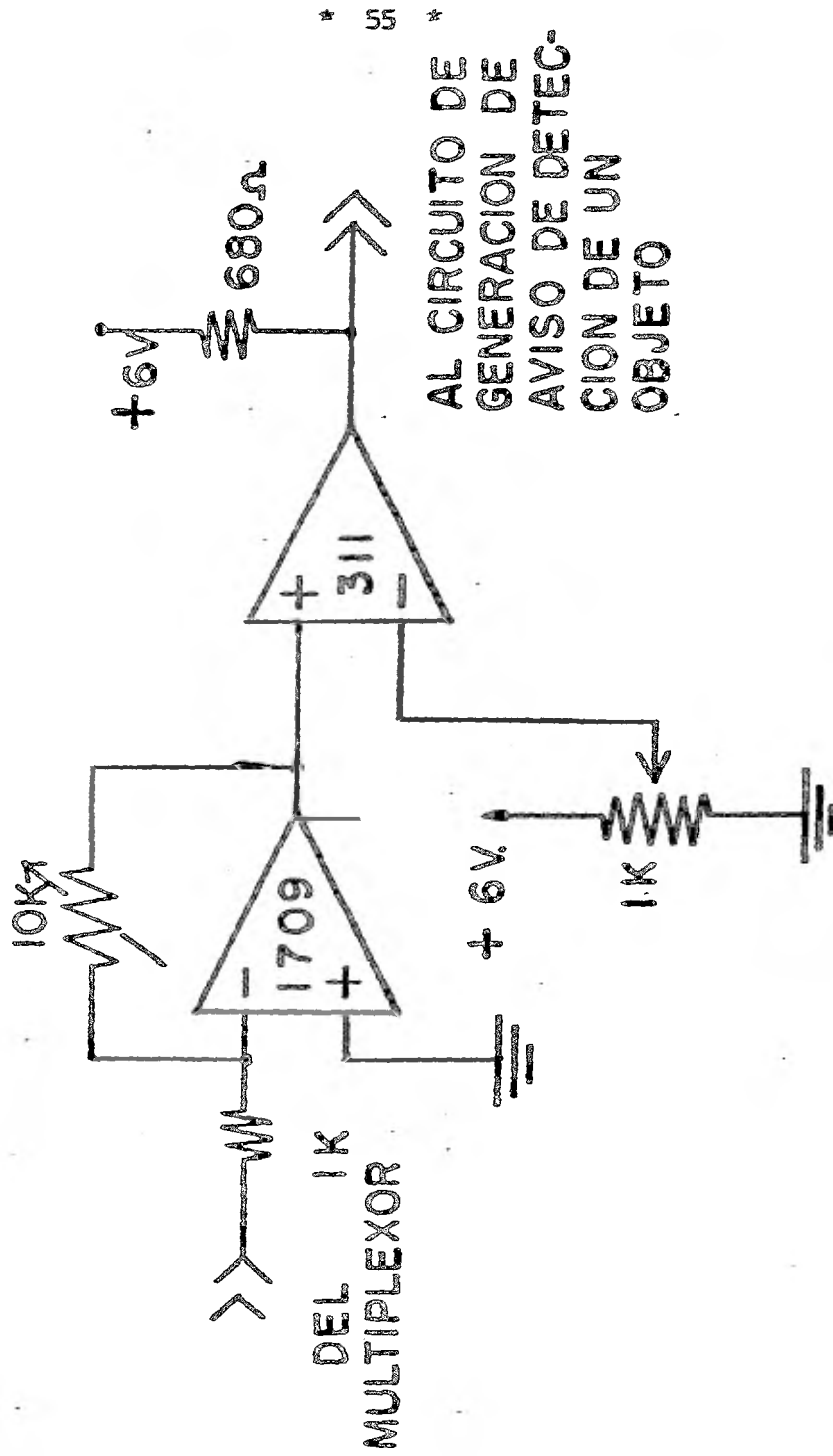 * 55 *
+6V
680Ω
10K
-
1709
+
+
311
-
1K
DEL
MULTIPLEXOR
+ 6V.
1K
AL CIRCUITO DE
GENERACION DE
AVISO DE DETEC-
CION DE UN
OBJETO